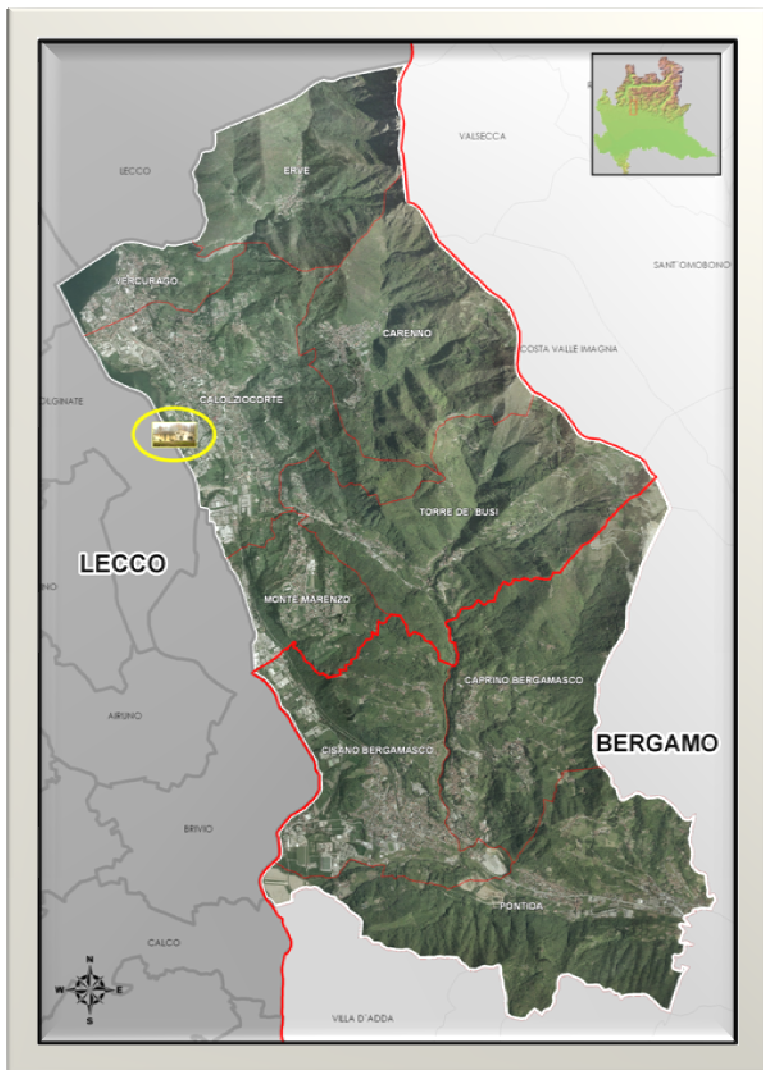 VALSECCA
LECCO
ERVE
SANT'OMOBONO
VERCURAGO
CARENNO
COSTA VALLE IMAGNA
CALOLZIOCORTE
OLGINATE
TORRE DE' BUSI
LECCO
MONTE MARENZO
CAPRINO BERGAMASCO
AIRUNO
BERGAMO
CISANO BERGAMASCO
BRIVIO
PONTIDA
CALCO
N
W E
S
VILLA D'ADDA